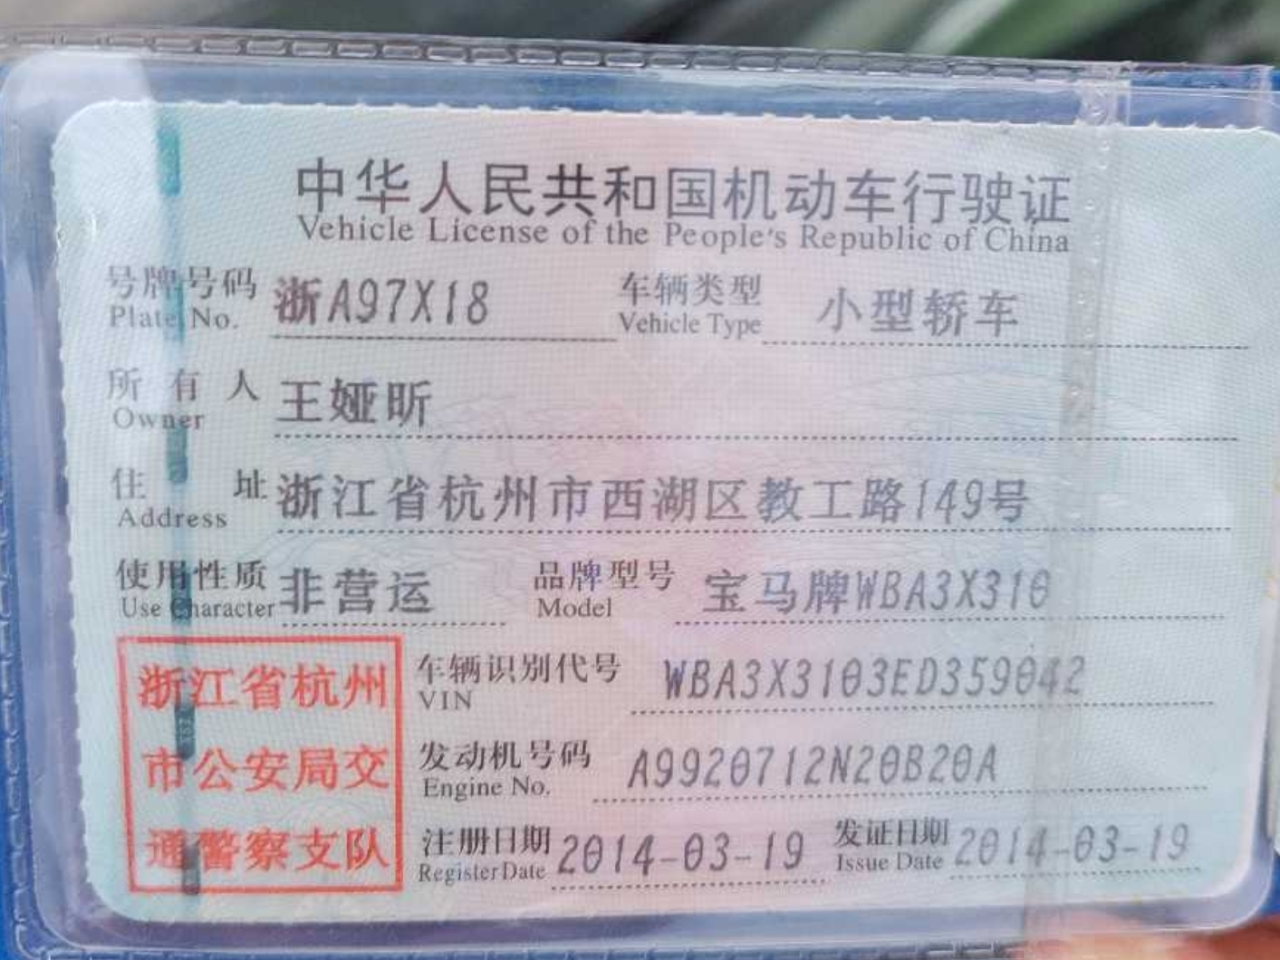 中华人民共和国机动车行驶证
Vehicle License of the People's Republic of China
号牌号码 浙A97X18 车辆类型 小型轿车
Plate No. Vehicle Type
所有人 王娅昕
Owner
住址 浙江省杭州市西湖区教工路149号
Address
使用性质 非营运 品牌型号 宝马牌WBA3X310
Use Character Model
浙江省杭州
市公安局交
通警察支队
车辆识别代号 WBA3X3103ED359042
VIN
发动机号码 A9920712N20B20A
Engine No.
注册日期 2014-03-19 发证日期 2014-03-19
Register Date Issue Date